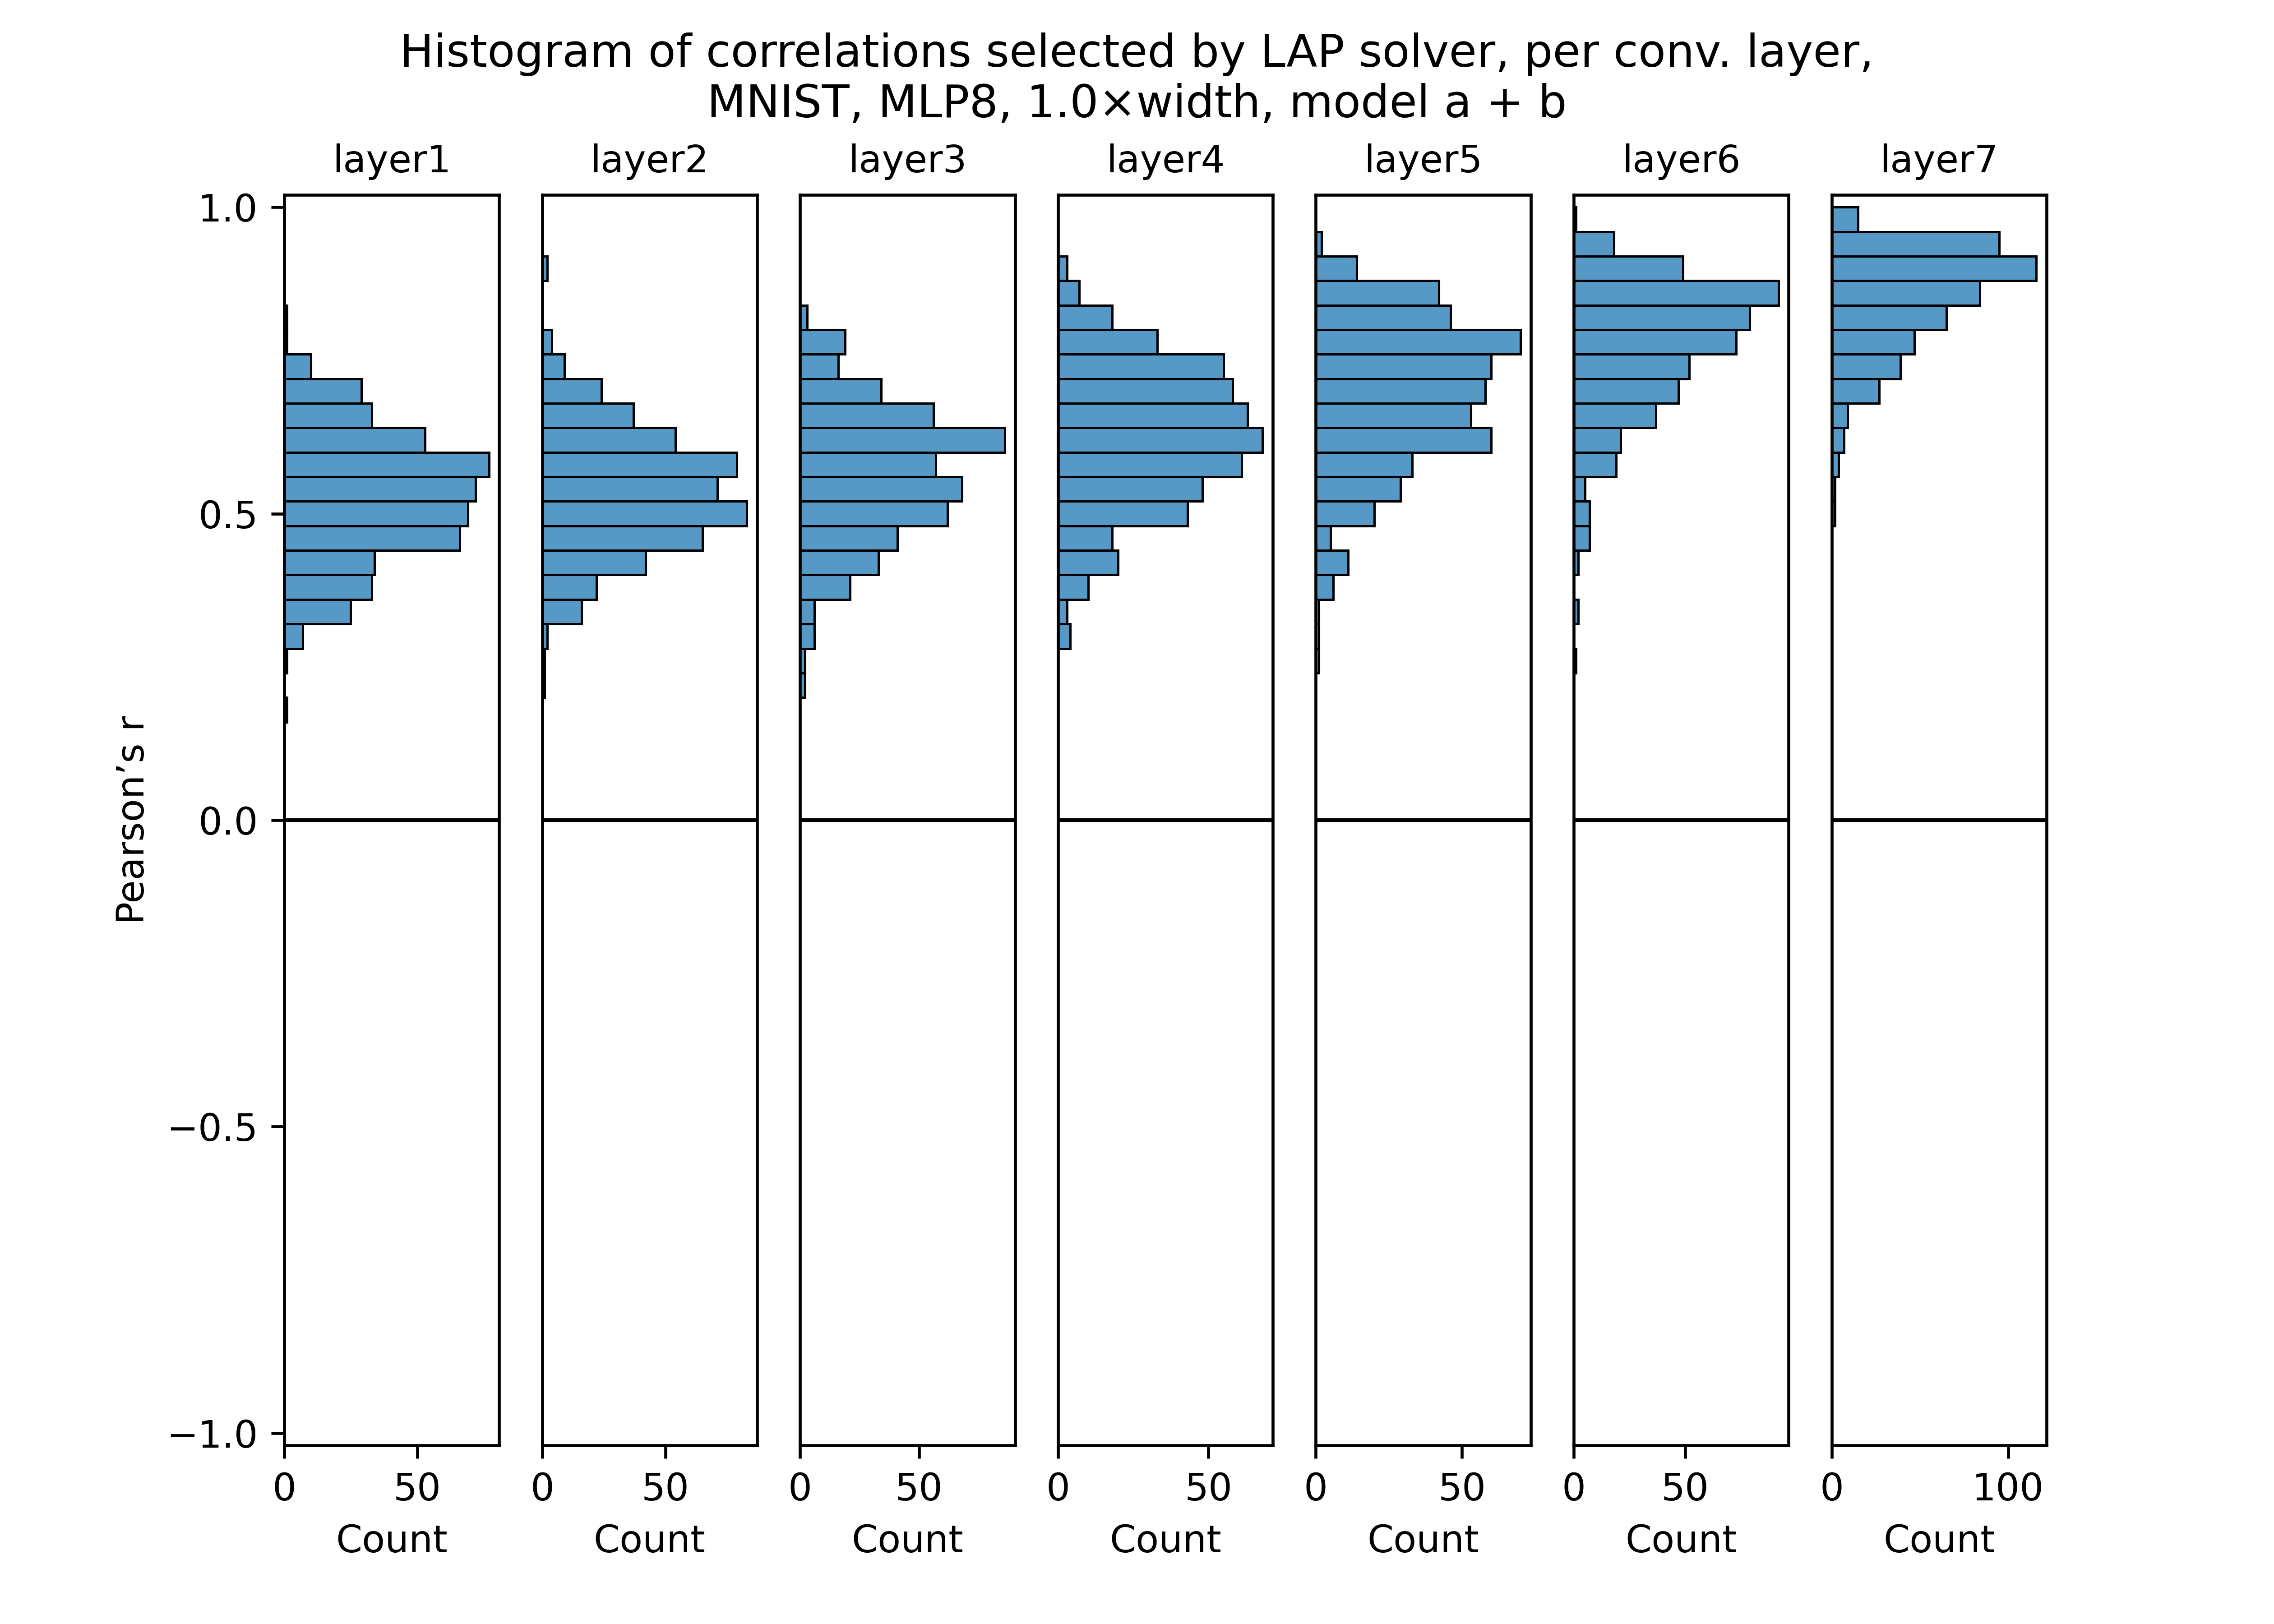 Histogram of correlations selected by LAP solver, per conv. layer,
MNIST, MLP8, 1.0×width, model a + b
layer1 layer2 layer3 layer4 layer5 layer6 layer7
1.0
0.5
0.0
−0.5
−1.0
Pearson’s r
0 50 0 50 0 50 0 50 0 50 0 50 0 100
Count Count Count Count Count Count Count